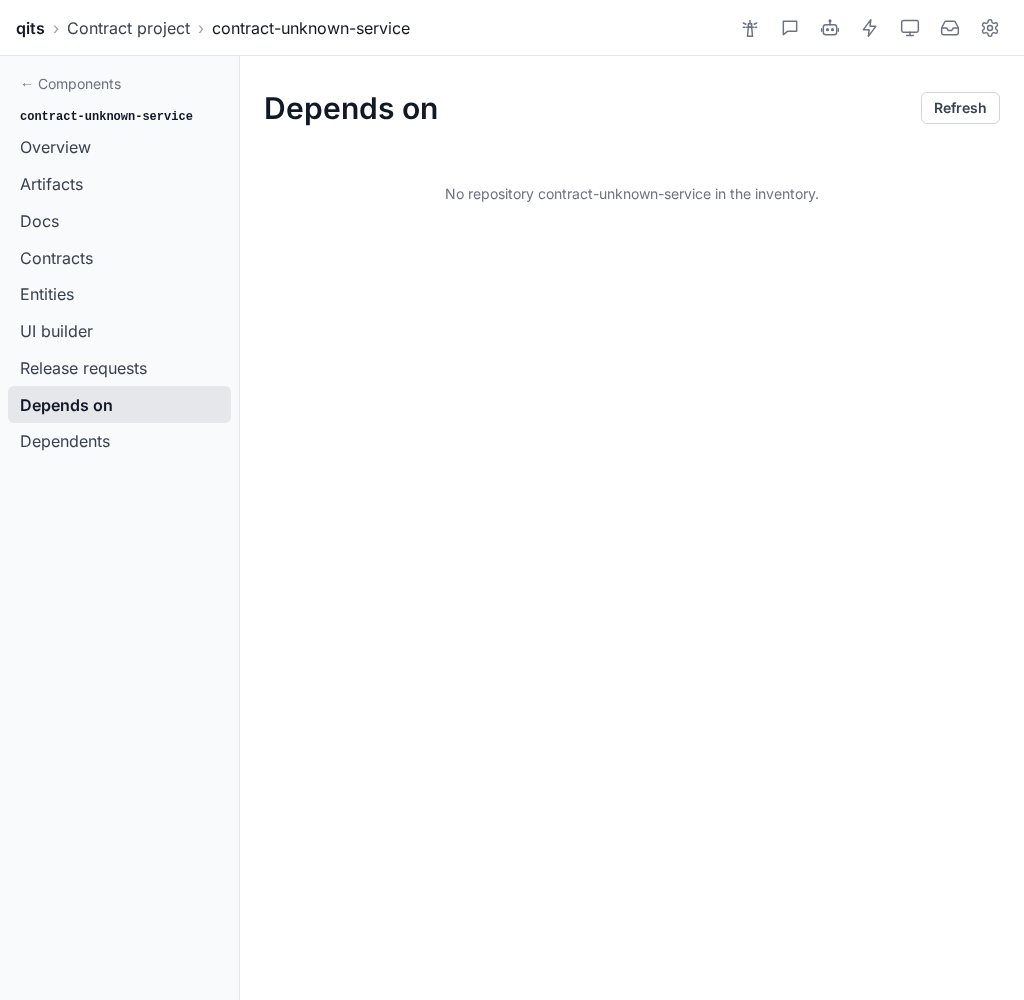 qits › Contract project › contract-unknown-service
← Components
contract-unknown-service
Overview
Artifacts
Docs
Contracts
Entities
UI builder
Release requests
Depends on
Dependents
Depends on
Refresh
No repository contract-unknown-service in the inventory.